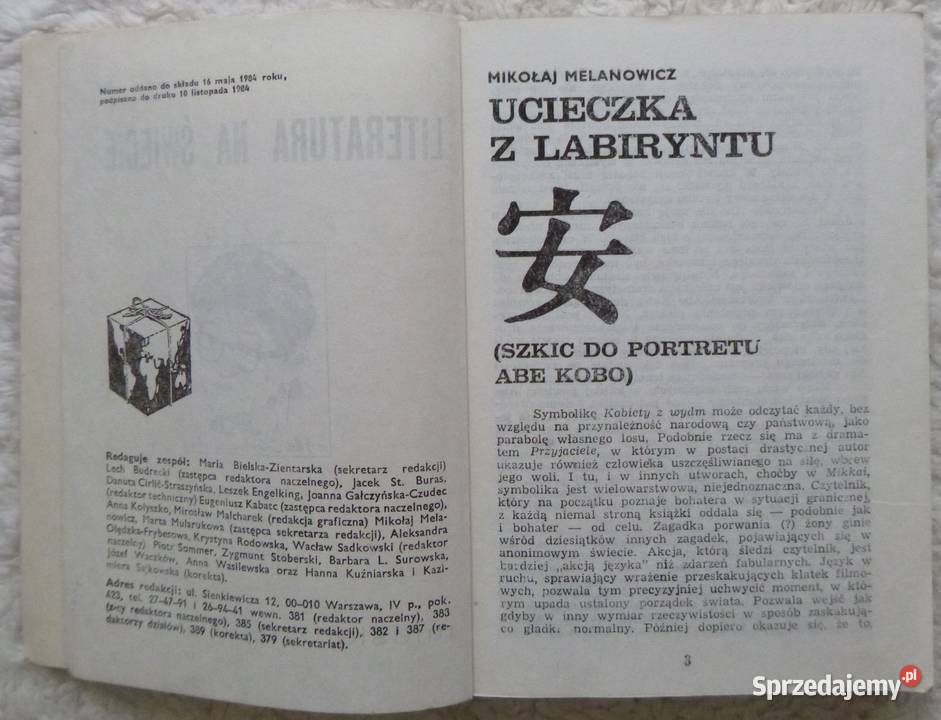 Numer oddano do składu 16 maja 1984 roku,
podpisano do druku 10 listopada 1984
LITERATURA NA ŚWIECIE
Redaguje zespół: Maria Bielska-Zientarska (sekretarz redakcji)
Lech Budrecki (zastępca redaktora naczelnego), Jacek St. Buras,
Danuta Cirlić-Straszyńska, Leszek Engelking, Joanna Gałczyńska-Czudec
(redaktor techniczny) Eugeniusz Kabatc (zastępca redaktora naczelnego),
Anna Kołyszko, Mirosław Malcharek (redakcja graficzna) Mikołaj Mela-
nowicz, Marta Mularukowa (zastępca sekretarza redakcji), Aleksandra
Olędzka-Frybesowa, Krystyna Rodowska, Wacław Sadkowski (redaktor
naczelny) Piotr Sommer, Zygmunt Stoberski, Barbara L. Surowska,
Józef Waczków, Anna Wasilewska oraz Hanna Kuźniarska i Kazi-
miera Sajkowska (korekta).
Adres redakcji: ul. Sienkiewicza 12, 00-010 Warszawa, IV p., pok.
423, tel. 27-47-91 i 26-94-41 wewn. 381 (redaktor naczelny), 383
(z-cy redaktora naczelnego), 385 (sekretarz redakcji), 382 i 387 (re-
daktorzy działów), 389 (korekta), 379 (sekretariat).
MIKOŁAJ MELANOWICZ
UCIECZKA
Z LABIRYNTU
安
(SZKIC DO PORTRETU
ABE KOBO)
Symbolikę Kobiety z wydm może odczytać każdy, bez
względu na przynależność narodową czy państwową, jako
parabolę własnego losu. Podobnie rzecz się ma z drama-
tem Przyjaciele, w którym w postaci drastycznej autor
ukazuje również człowieka uszczęśliwianego na siłę, wbrew
jego woli. I tu, i w innych utworach, choćby w Mikkai,
symbolika jest wielowarstwowa, niejednoznaczna. Czytelnik,
który na początku poznaje bohatera w sytuacji granicznej,
z każdą niemal stroną książki oddala się — podobnie jak
i bohater — od celu. Zagadka porwania (?) żony ginie
wśród dziesiątków innych zagadek, pojawiających się w
anonimowym świecie. Akcja, którą śledzi czytelnik, jest
bardziej „akcją języka” niż zdarzeń fabularnych. Język w
ruchu, sprawiający wrażenie przeskakujących klatek filmo-
wych, pozwala tym precyzyjniej uchwycić moment, w któ-
rym upada ustalony porządek świata. Pozwala wejść jak
gdyby w inny wymiar rzeczywistości w sposób zaskakują-
co gładki, normalny. Później dopiero okazuje się, że to,
3
Sprzedajemy.pl